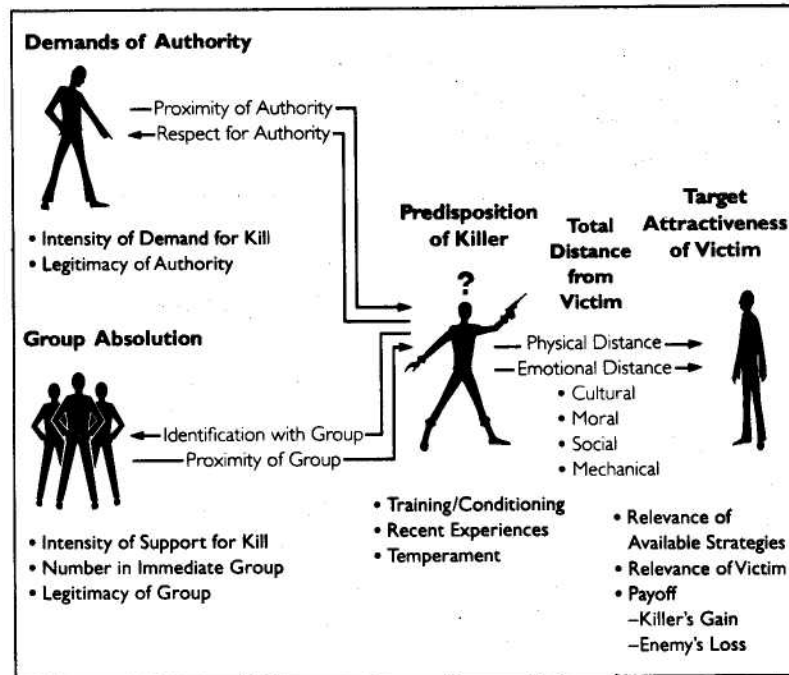 Demands of Authority
Proximity of Authority
Respect for Authority
• Intensity of Demand for Kill
• Legitimacy of Authority
Group Absolution
Identification with Group
Proximity of Group
• Intensity of Support for Kill
• Number in Immediate Group
• Legitimacy of Group
Predisposition
of Killer
?
• Training/Conditioning
• Recent Experiences
• Temperament
Total
Distance
from
Victim
Physical Distance
Emotional Distance
• Cultural
• Moral
• Social
• Mechanical
Target
Attractiveness
of Victim
• Relevance of
Available Strategies
• Relevance of Victim
• Payoff
–Killer's Gain
–Enemy's Loss